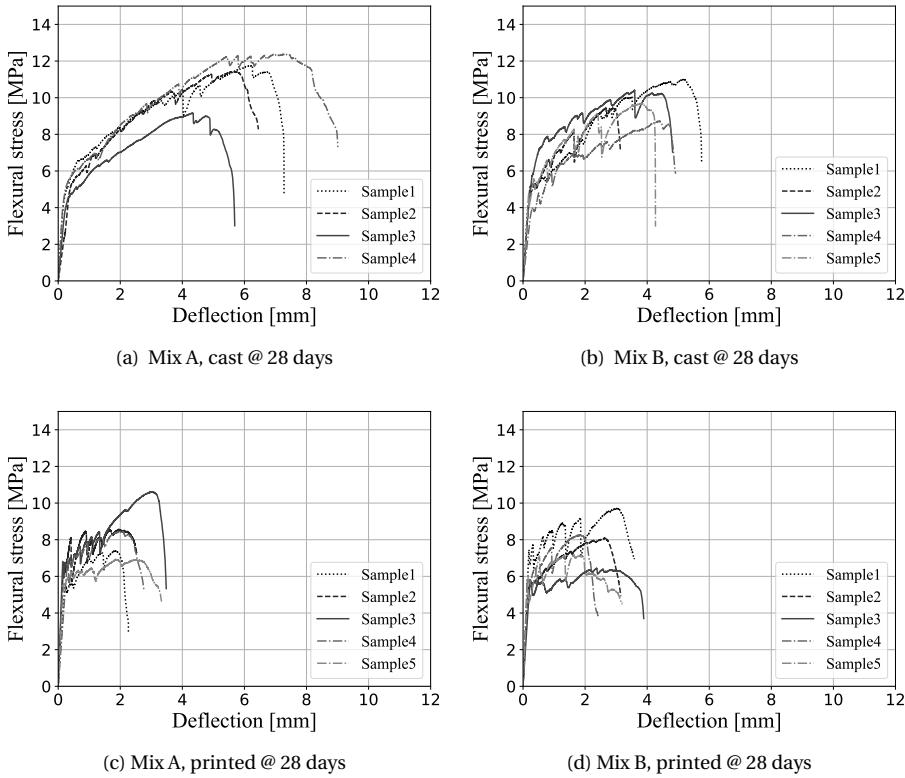 14
12
10
8
6
4
2
0
Flexural stress [MPa]
Sample1
Sample2
Sample3
Sample4
0 2 4 6 8 10 12
Deflection [mm]
(a) Mix A, cast @ 28 days
14
12
10
8
6
4
2
0
Flexural stress [MPa]
Sample1
Sample2
Sample3
Sample4
Sample5
0 2 4 6 8 10 12
Deflection [mm]
(b) Mix B, cast @ 28 days
14
12
10
8
6
4
2
0
Flexural stress [MPa]
Sample1
Sample2
Sample3
Sample4
Sample5
0 2 4 6 8 10 12
Deflection [mm]
(c) Mix A, printed @ 28 days
14
12
10
8
6
4
2
0
Flexural stress [MPa]
Sample1
Sample2
Sample3
Sample4
Sample5
0 2 4 6 8 10 12
Deflection [mm]
(d) Mix B, printed @ 28 days